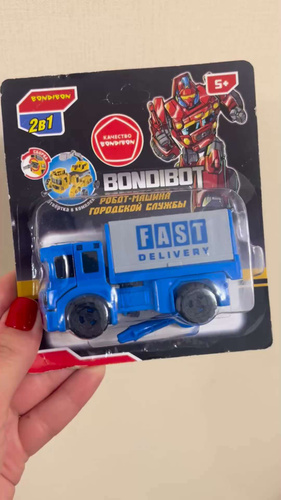 BONDIBON
2в1
5+
КАЧЕСТВО
BONDIBON
BONDIBOT
РОБОТ-МАШИНА
ГОРОДСКОЙ СЛУЖБЫ
FAST
DELIVERY